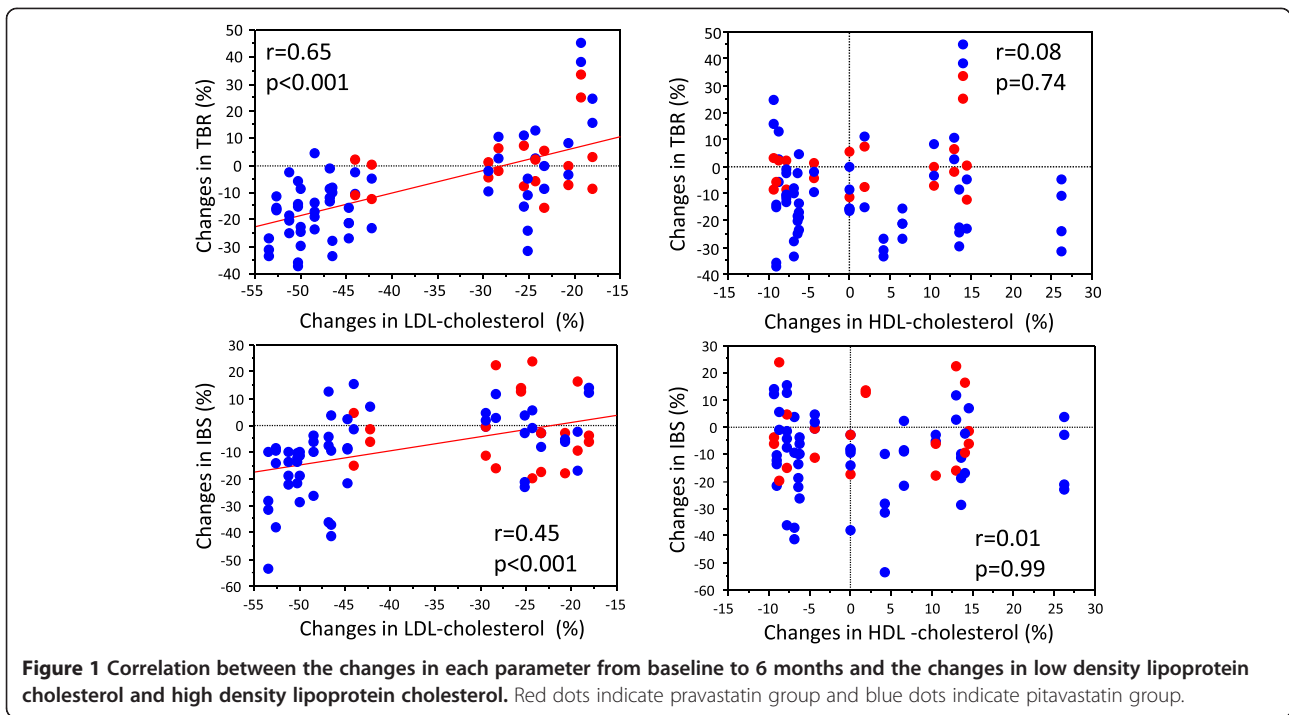 50
40
30
20
10
0
-10
-20
-30
-40
Changes in TBR (%)
r=0.65
p<0.001
-55 -50 -45 -40 -35 -30 -25 -20 -15
Changes in LDL-cholesterol (%)
50
40
30
20
10
0
-10
-20
-30
-40
Changes in TBR (%)
r=0.08
p=0.74
-15 -10 -5 0 5 10 15 20 25 30
Changes in HDL-cholesterol (%)
30
20
10
0
-10
-20
-30
-40
-50
-60
Changes in IBS (%)
r=0.45
p<0.001
-55 -50 -45 -40 -35 -30 -25 -20 -15
Changes in LDL-cholesterol (%)
30
20
10
0
-10
-20
-30
-40
-50
-60
Changes in IBS (%)
r=0.01
p=0.99
-15 -10 -5 0 5 10 15 20 25 30
Changes in HDL -cholesterol (%)
Figure 1 Correlation between the changes in each parameter from baseline to 6 months and the changes in low density lipoprotein
cholesterol and high density lipoprotein cholesterol. Red dots indicate pravastatin group and blue dots indicate pitavastatin group.